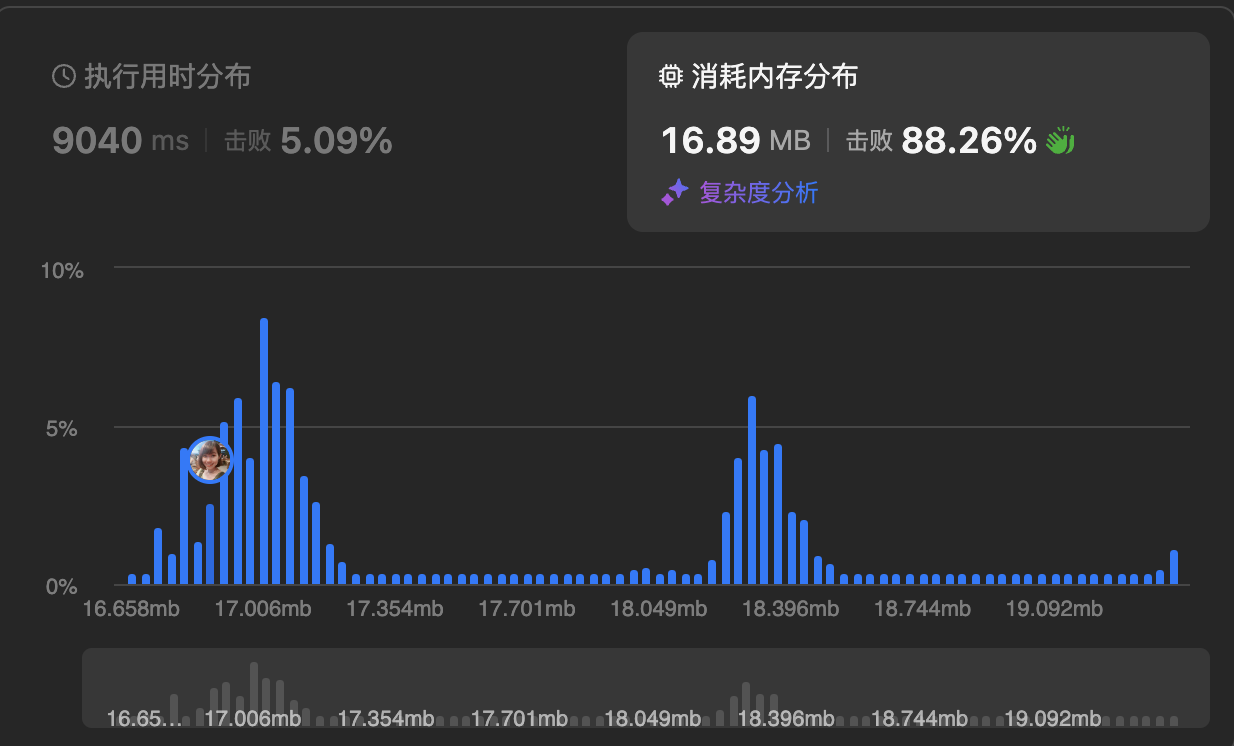 执行用时分布
9040 ms 击败 5.09%
消耗内存分布
16.89 MB 击败 88.26%
复杂度分析
10%
5%
0%
16.658mb 17.006mb 17.354mb 17.701mb 18.049mb 18.396mb 18.744mb 19.092mb
16.65... 17.006mb 17.354mb 17.701mb 18.049mb 18.396mb 18.744mb 19.092mb